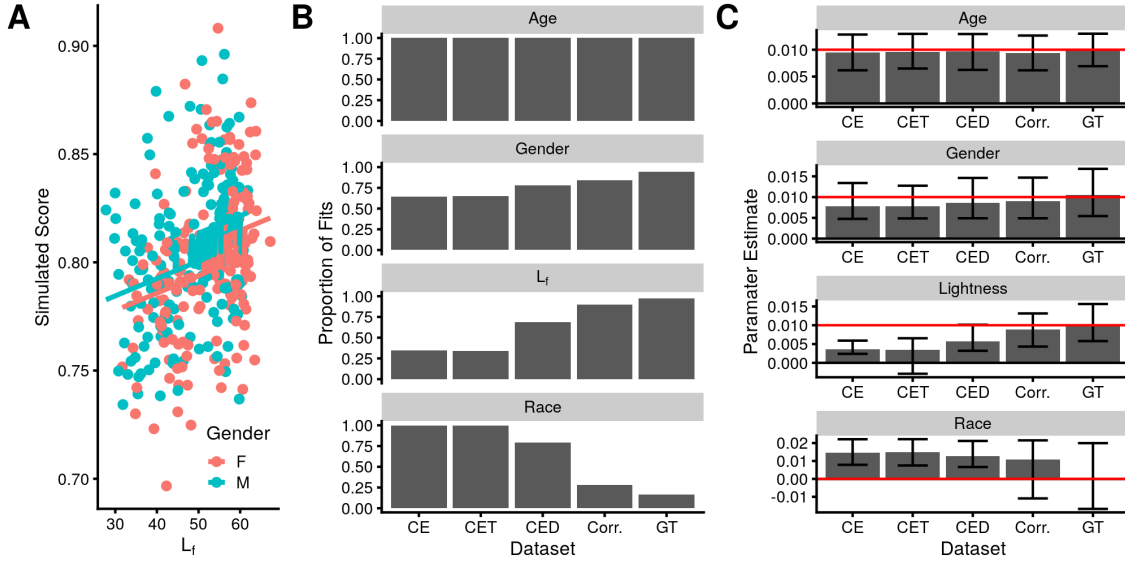 A
B
C
Simulated Score
0.90
0.85
0.80
0.75
0.70
30 40 50 60
L_f
Gender
F
M
Proportion of Fits
Age
1.00
0.75
0.50
0.25
0.00
Gender
1.00
0.75
0.50
0.25
0.00
L_f
1.00
0.75
0.50
0.25
0.00
Race
1.00
0.75
0.50
0.25
0.00
CE CET CED Corr. GT
Dataset
Paramater Estimate
Age
0.010
0.005
0.000
CE CET CED Corr. GT
Gender
0.015
0.010
0.005
0.000
CE CET CED Corr. GT
Lightness
0.015
0.010
0.005
0.000
CE CET CED Corr. GT
Race
0.02
0.01
0.00
-0.01
CE CET CED Corr. GT
Dataset